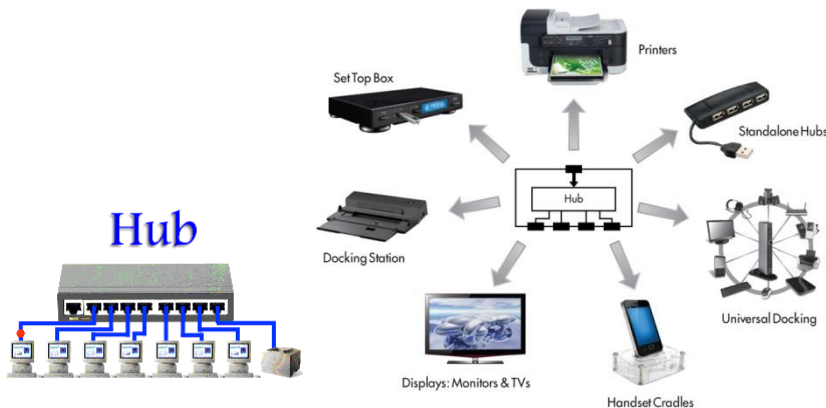 Hub
Set Top Box
Printers
Standalone Hubs
Hub
Docking Station
Universal Docking
Displays: Monitors & TVs
Handset Cradles